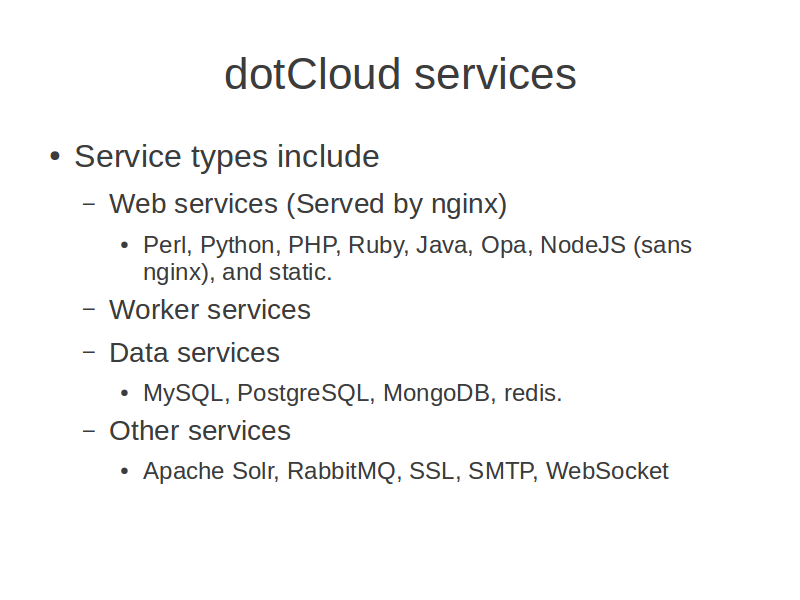 dotCloud services
• Service types include
– Web services (Served by nginx)
• Perl, Python, PHP, Ruby, Java, Opa, NodeJS (sans
nginx), and static.
– Worker services
– Data services
• MySQL, PostgreSQL, MongoDB, redis.
– Other services
• Apache Solr, RabbitMQ, SSL, SMTP, WebSocket